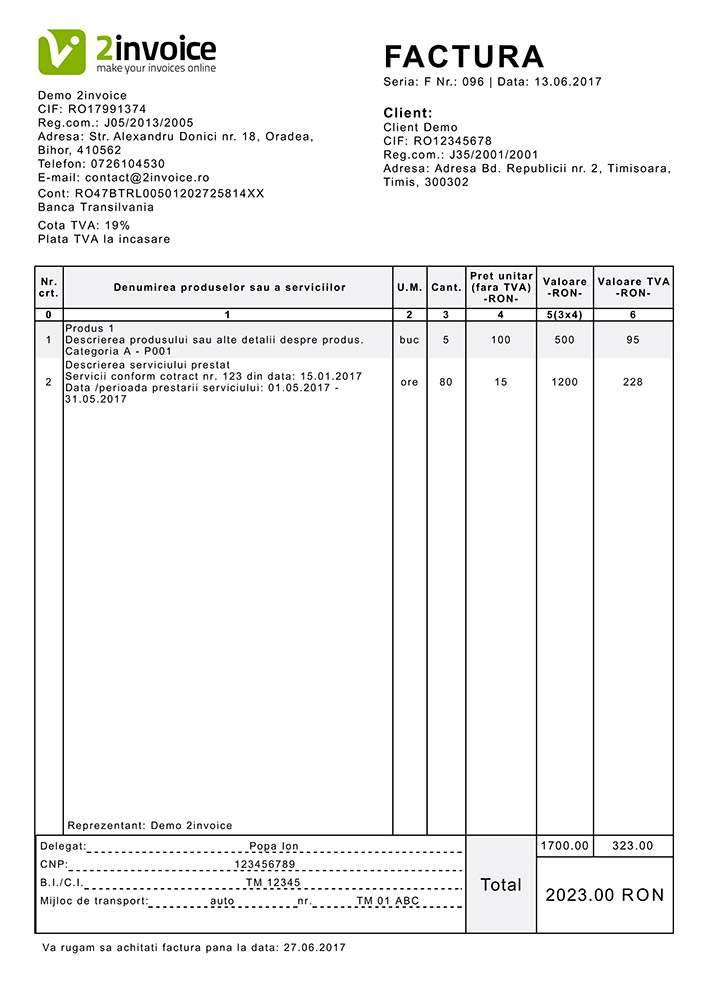 2invoice
make your invoices online
FACTURA
Seria: F Nr.: 096 | Data: 13.06.2017
Demo 2invoice
CIF: RO17991374
Reg.com.: J05/2013/2005
Adresa: Str. Alexandru Donici nr. 18, Oradea,
Bihor, 410562
Telefon: 0726104530
E-mail: contact@2invoice.ro
Cont: RO47BTRL00501202725814XX
Banca Transilvania
Cota TVA: 19%
Plata TVA la incasare
Client:
Client Demo
CIF: RO12345678
Reg.com.: J35/2001/2001
Adresa: Adresa Bd. Republicii nr. 2, Timisoara,
Timis, 300302
Nr. crt. Denumirea produselor sau a serviciilor U.M. Cant. Pret unitar (fara TVA) -RON- Valoare -RON- Valoare TVA -RON-
0 1 2 3 4 5(3x4) 6
Produs 1
1 Descrierea produsului sau alte detalii despre produs. buc 5 100 500 95
Categoria A - P001
Descrierea serviciului prestat
Servicii conform cotract nr. 123 din data: 15.01.2017
2 Data /perioada prestarii serviciului: 01.05.2017 - ore 80 15 1200 228
31.05.2017
Reprezentant: Demo 2invoice
Delegat: Popa Ion
CNP: 123456789
B.I./C.I. TM 12345
Mijloc de transport: auto nr. TM 01 ABC
Total
1700.00 323.00
2023.00 RON
Va rugam sa achitati factura pana la data: 27.06.2017